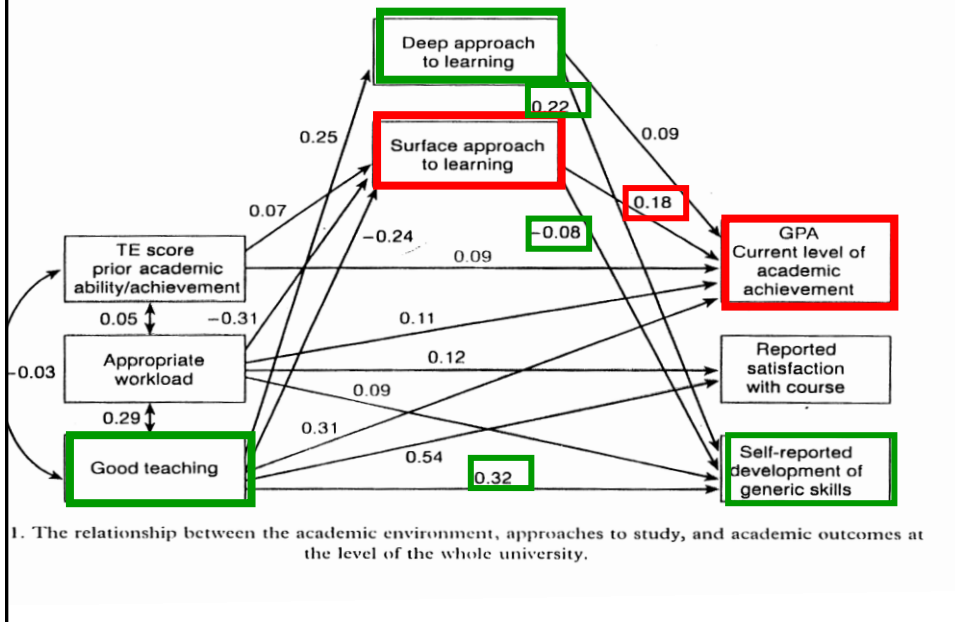 Deep approach
to learning
0.22
0.25
0.09
Surface approach
to learning
0.07
0.18
-0.24
-0.08
GPA
Current level of
academic
achievement
TE score
prior academic
ability/achievement
0.09
0.05
-0.31
0.11
Appropriate
workload
0.12
Reported
satisfaction
with course
-0.03
0.09
0.29
0.31
Good teaching
0.54
0.32
Self-reported
development of
generic skills
1. The relationship between the academic environment, approaches to study, and academic outcomes at
the level of the whole university.